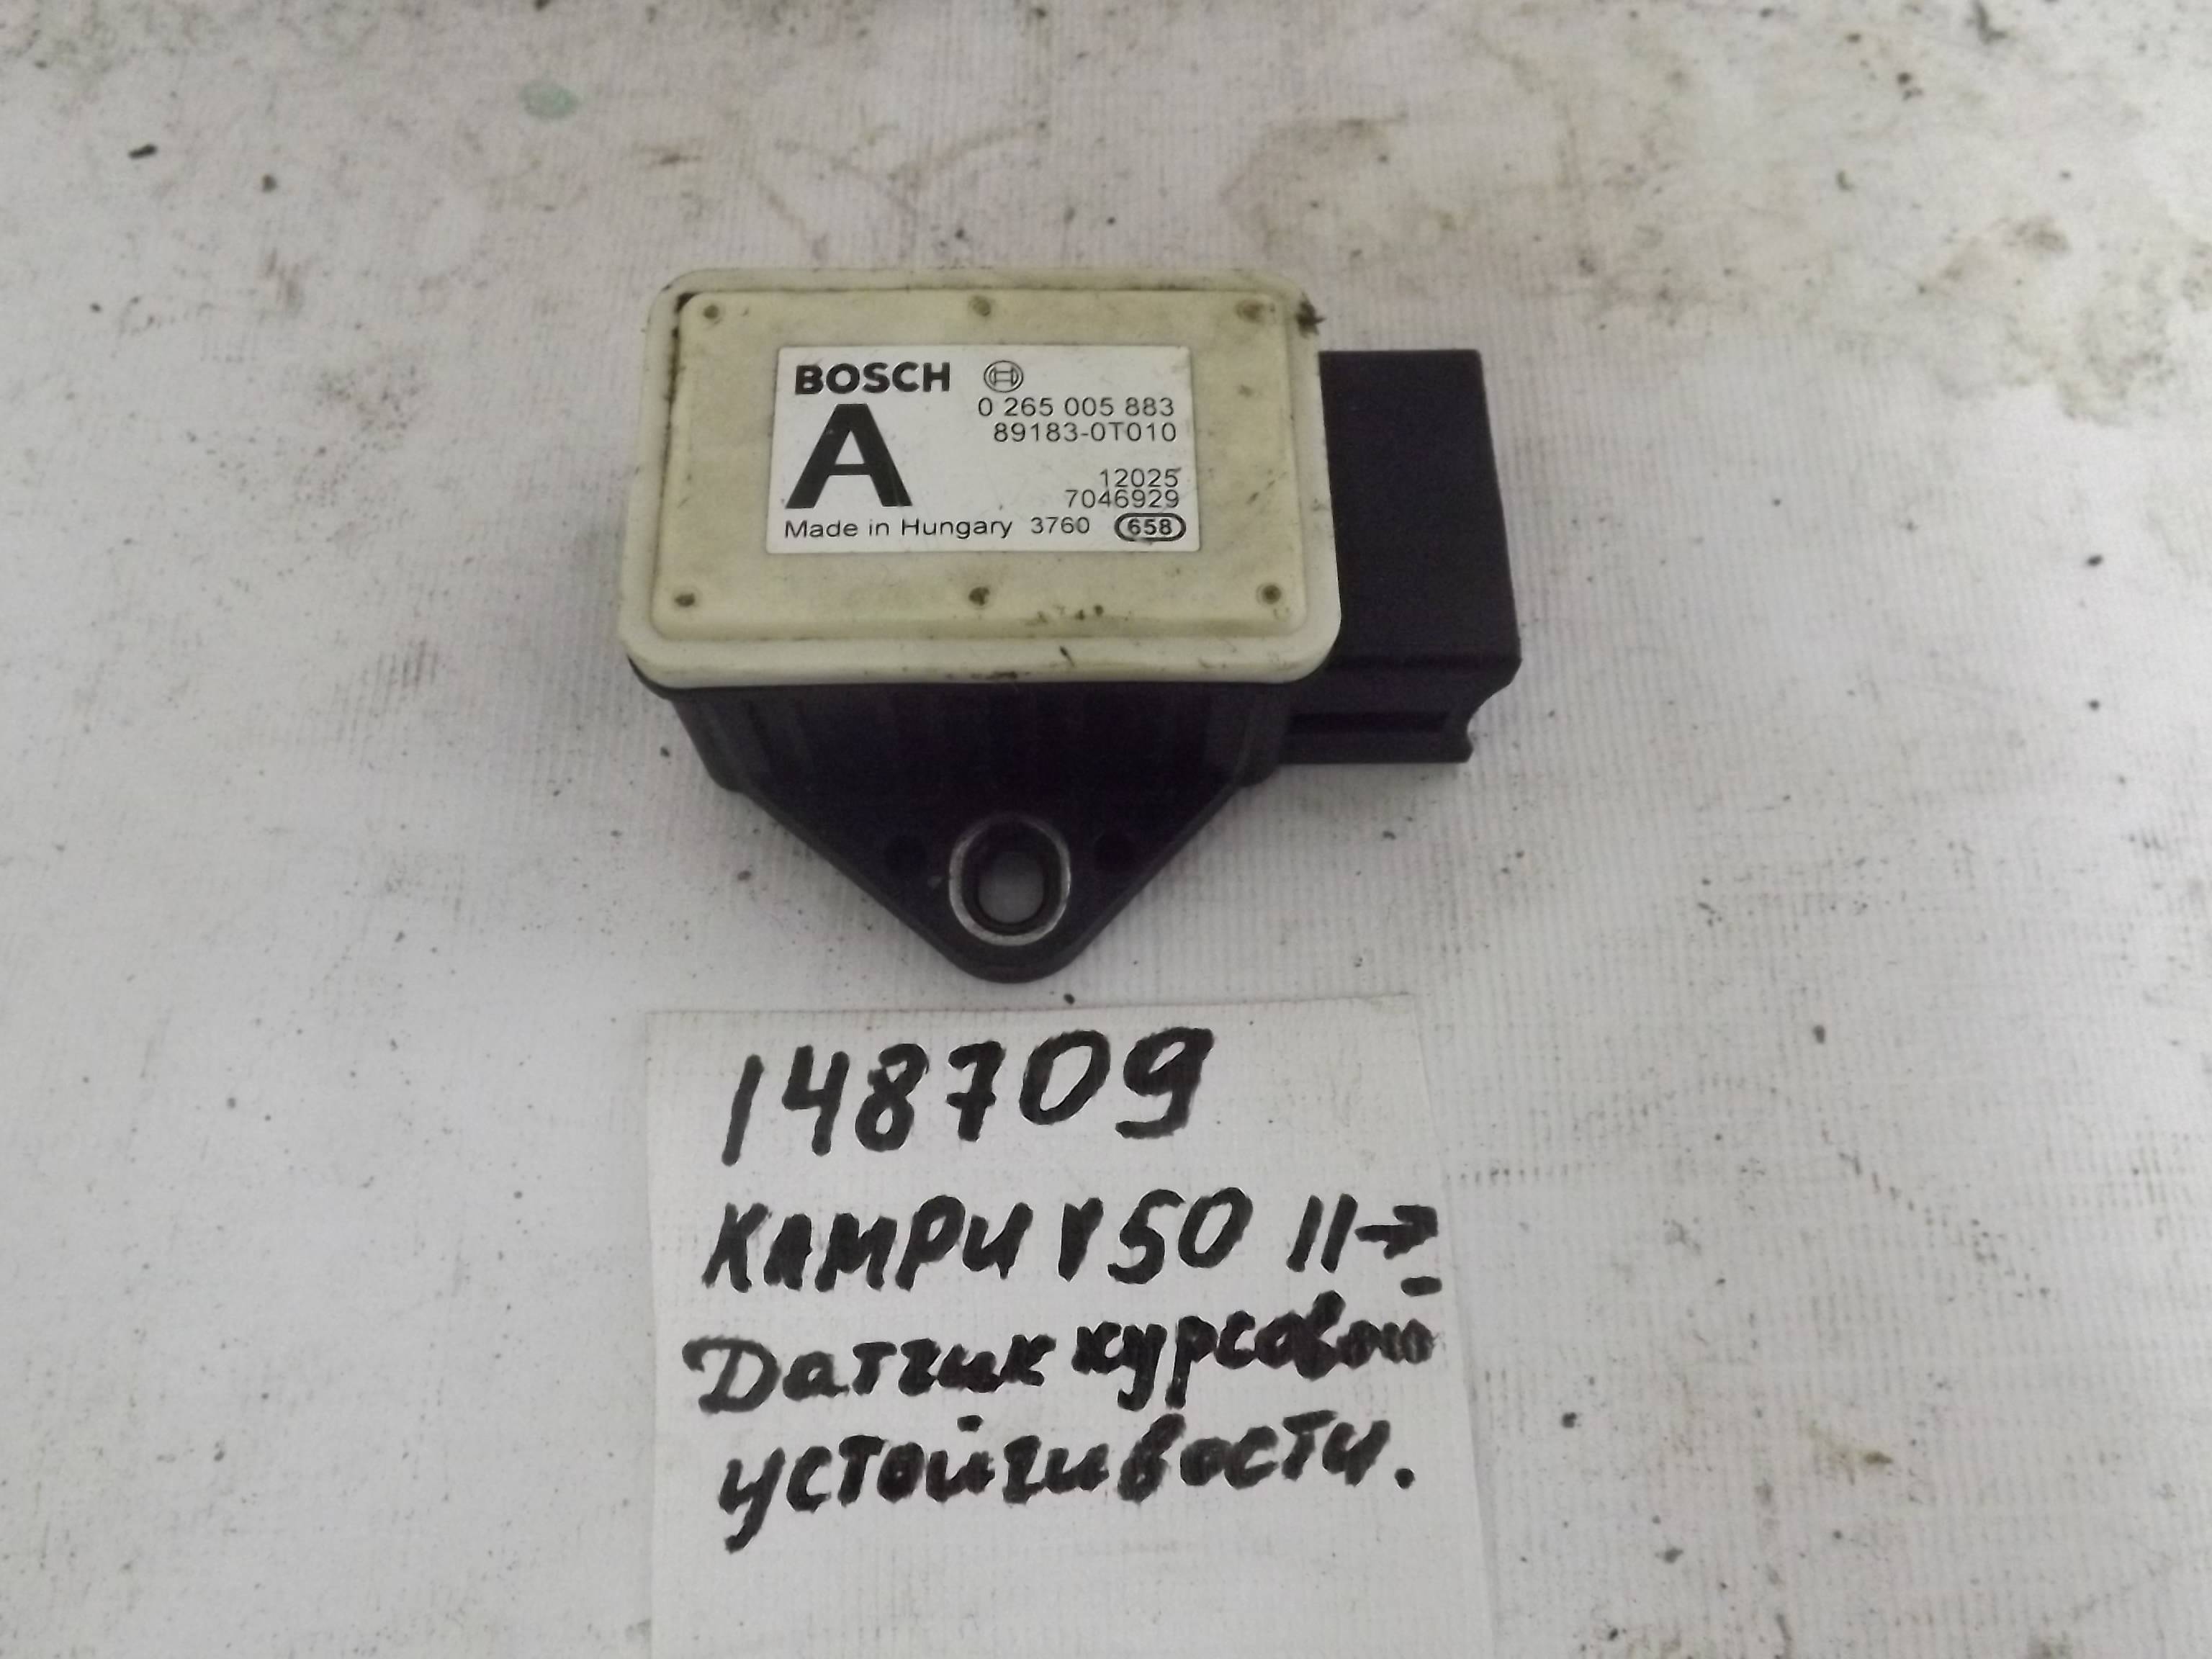 BOSCH
0 265 005 883
A
89183-0T010
12025
7046929
Made in Hungary 3760 658
148709
КАМРИ V50 11→
Датчик курсовой
устойчивости.